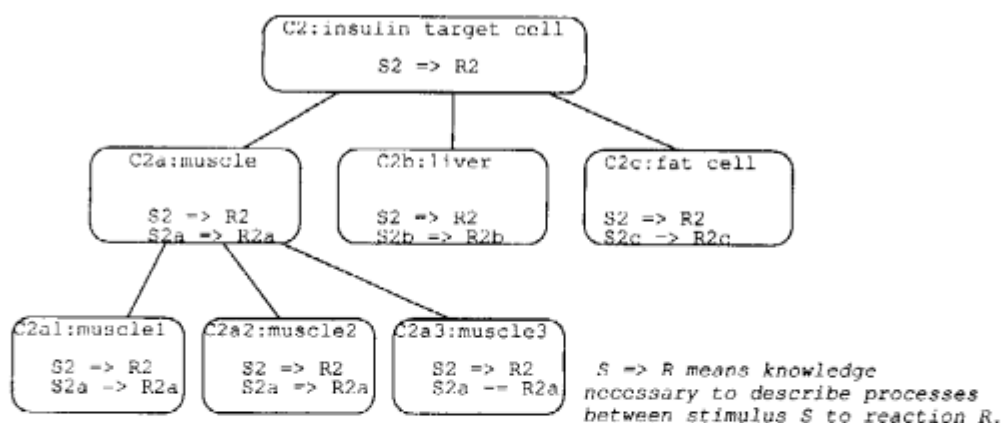 C2:insulin target cell
S2 => R2
C2a:muscle
S2 => R2
S2a => R2a
C2b:liver
S2 => R2
S2b => R2b
C2c:fat cell
S2 => R2
S2c => R2c
C2a1:muscle1
S2 => R2
S2a => R2a
C2a2:muscle2
S2 => R2
S2a => R2a
C2a3:muscle3
S2 => R2
S2a => R2a
S => R means knowledge
necessary to describe processes
between stimulus S to reaction R.